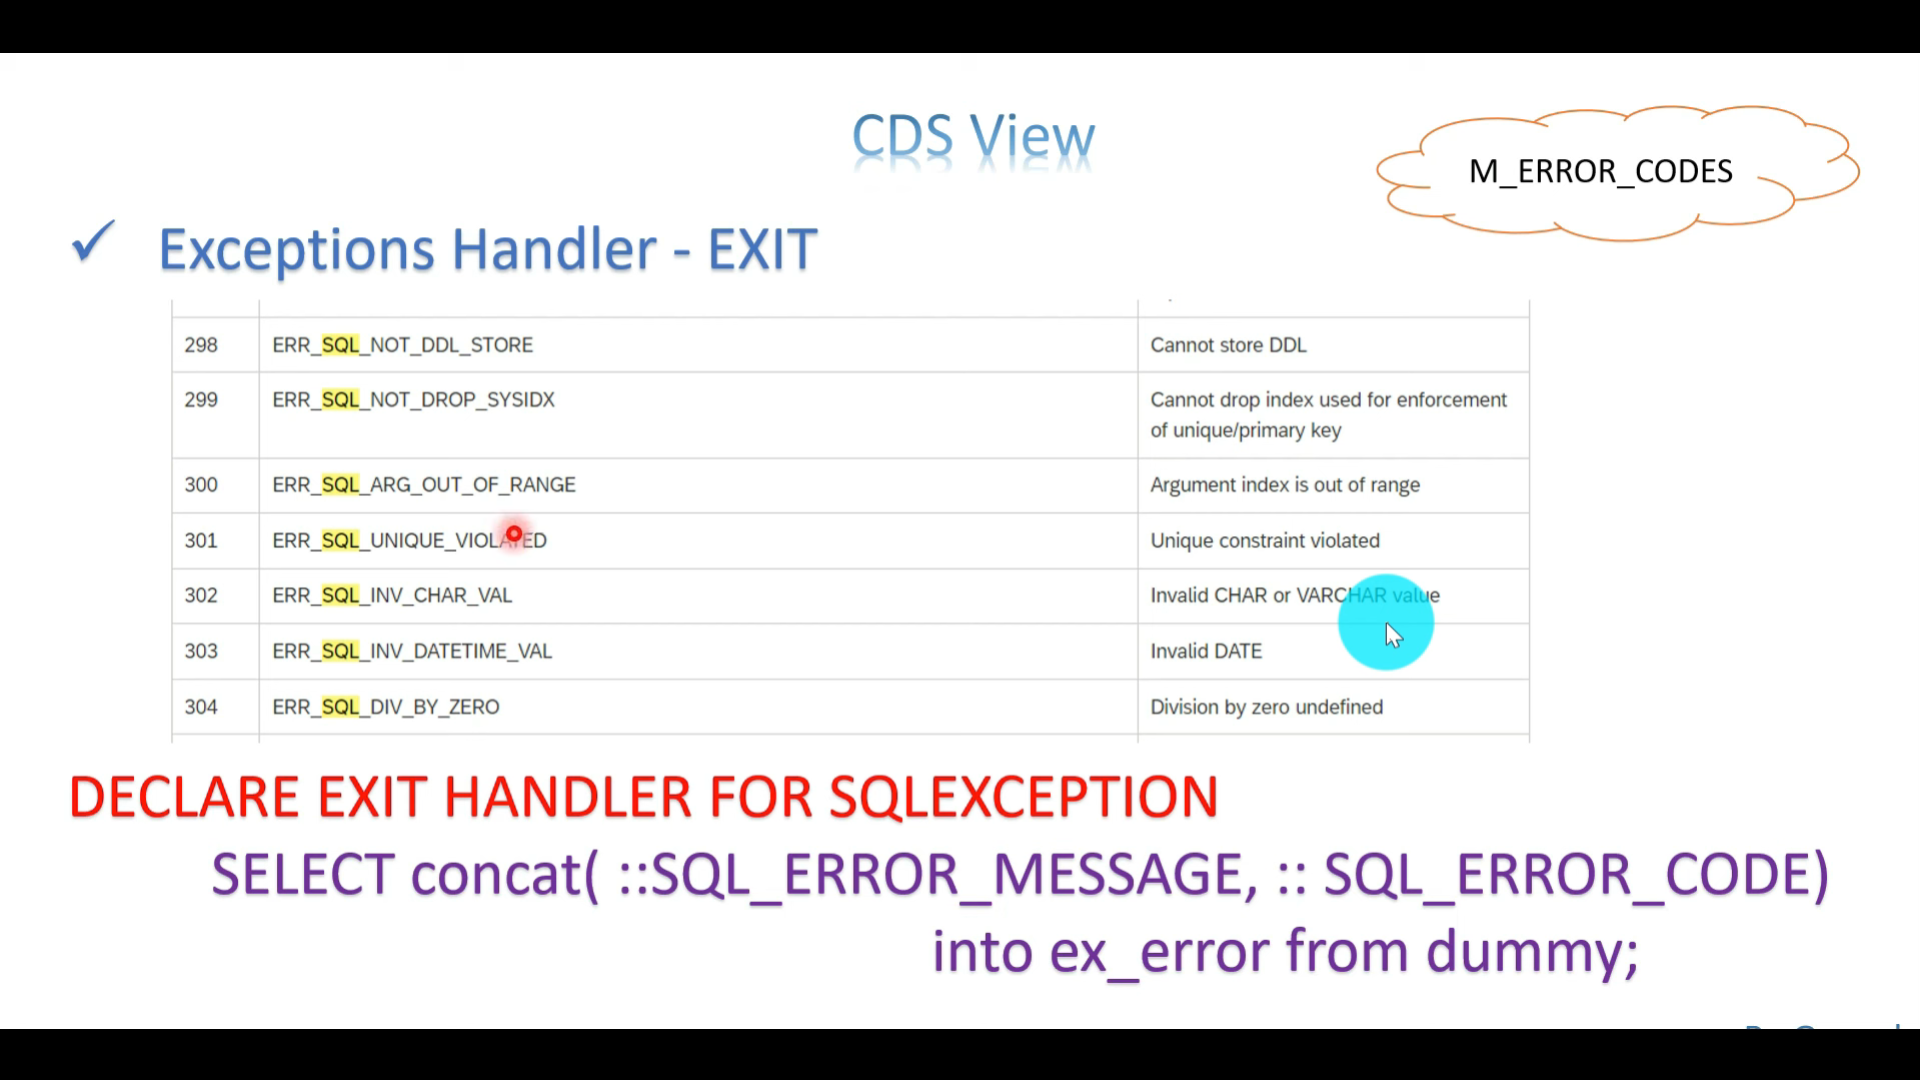 CDS View
M_ERROR_CODES
✓ Exceptions Handler - EXIT
298 ERR_SQL_NOT_DDL_STORE Cannot store DDL
299 ERR_SQL_NOT_DROP_SYSIDX Cannot drop index used for enforcement
of unique/primary key
300 ERR_SQL_ARG_OUT_OF_RANGE Argument index is out of range
301 ERR_SQL_UNIQUE_VIOLATED Unique constraint violated
302 ERR_SQL_INV_CHAR_VAL Invalid CHAR or VARCHAR value
303 ERR_SQL_INV_DATETIME_VAL Invalid DATE
304 ERR_SQL_DIV_BY_ZERO Division by zero undefined
DECLARE EXIT HANDLER FOR SQLEXCEPTION
SELECT concat( ::SQL_ERROR_MESSAGE, :: SQL_ERROR_CODE)
into ex_error from dummy;